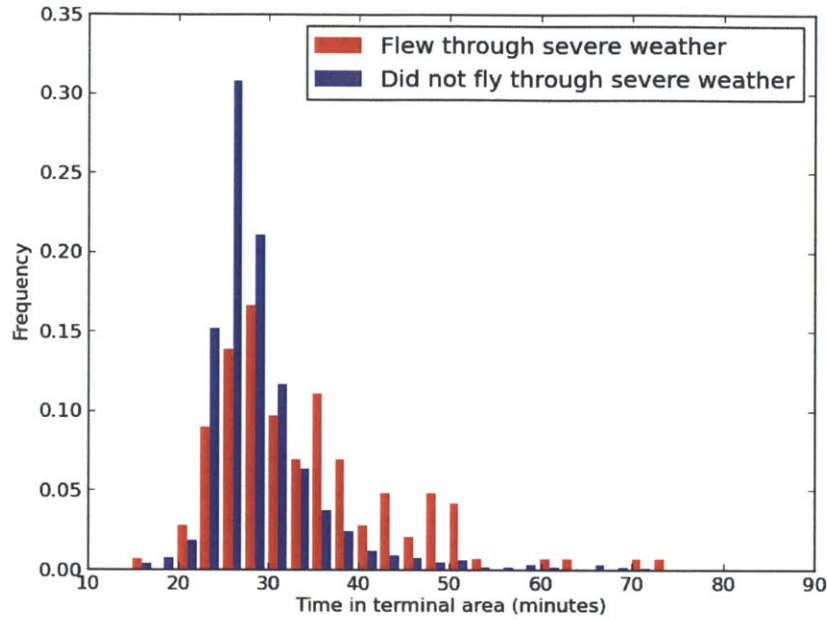 0.35
0.30
0.25
0.20
0.15
0.10
0.05
0.00
Frequency
Flew through severe weather
Did not fly through severe weather
10 20 30 40 50 60 70 80 90
Time in terminal area (minutes)